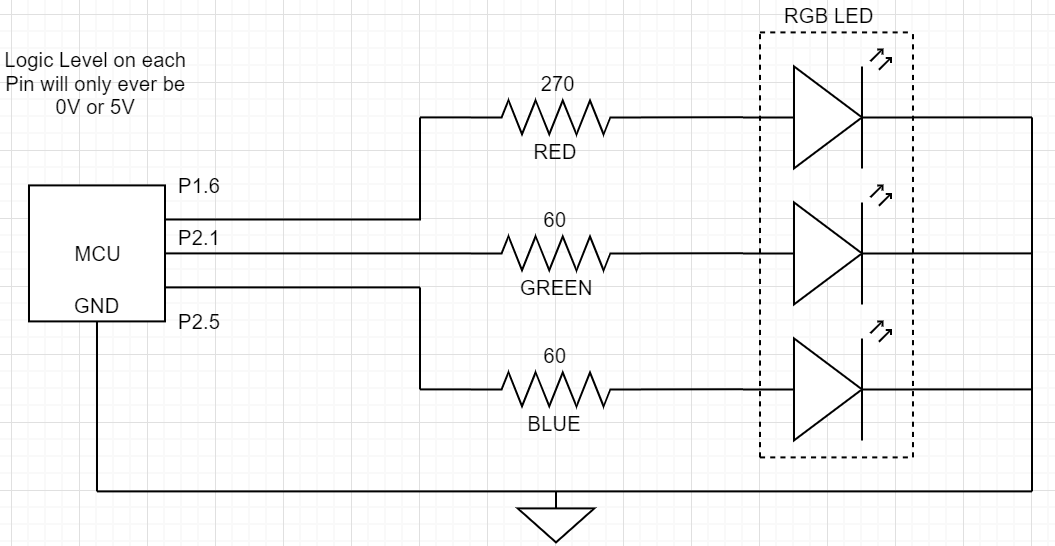 RGB LED
Logic Level on each
Pin will only ever be
0V or 5V
270
RED
P1.6
60
P2.1
MCU
GREEN
GND
P2.5
60
BLUE